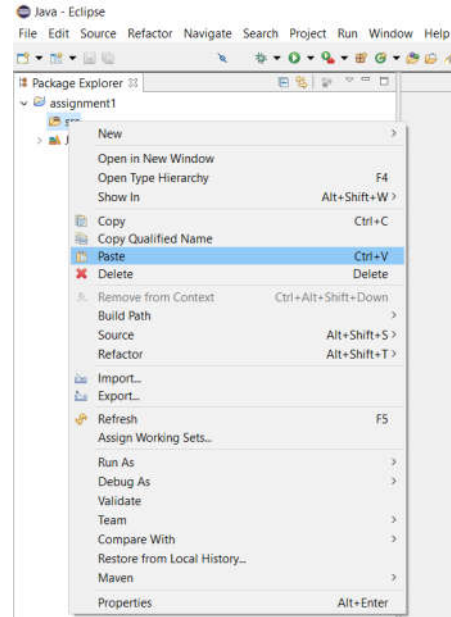 Java - Eclipse
File Edit Source Refactor Navigate Search Project Run Window Help
Package Explorer
assignment1
src
New
Open in New Window
Open Type Hierarchy F4
Show In Alt+Shift+W
Copy Ctrl+C
Copy Qualified Name
Paste Ctrl+V
Delete Delete
Remove from Context Ctrl+Alt+Shift+Down
Build Path
Source Alt+Shift+S
Refactor Alt+Shift+T
Import...
Export...
Refresh F5
Assign Working Sets...
Run As
Debug As
Validate
Team
Compare With
Restore from Local History...
Maven
Properties Alt+Enter